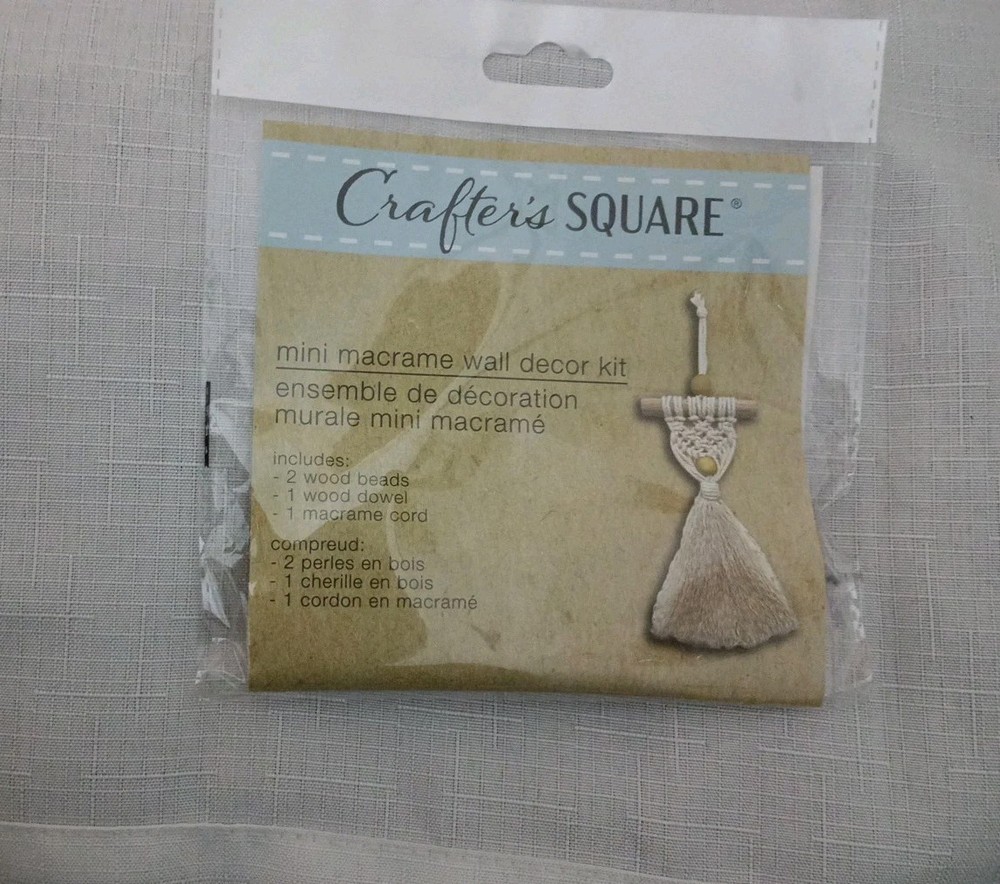 Crafter's SQUARE®
mini macrame wall decor kit
ensemble de décoration
murale mini macramé
includes:
- 2 wood beads
- 1 wood dowel
- 1 macrame cord
compreud:
- 2 perles en bois
- 1 cherille en bois
- 1 cordon en macramé